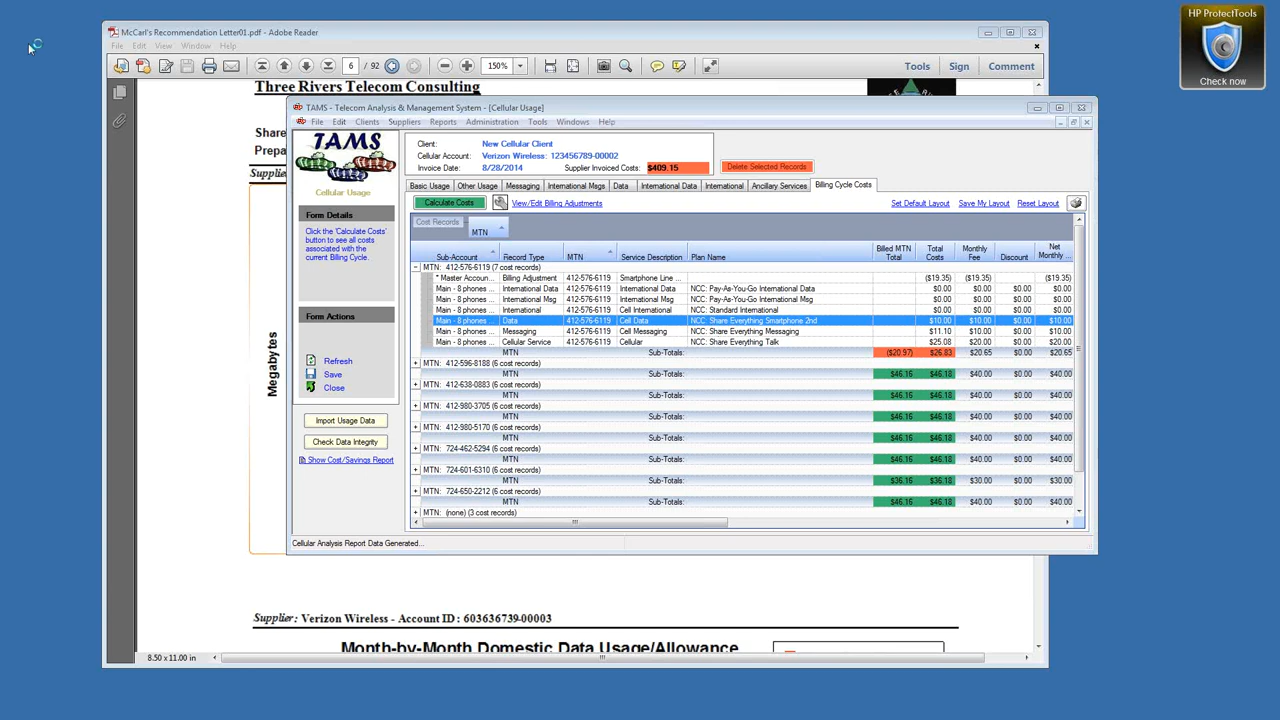 HP ProtectTools
Check now
McCarl's Recommendation Letter01.pdf - Adobe Reader
File Edit View Window Help
6 / 92 150% Tools Sign Comment
Three Rivers Telecom Consulting
Share
Prepa
Supplie
Megabytes
TAMS - Telecom Analysis & Management System - [Cellular Usage]
File Edit Clients Suppliers Reports Administration Tools Windows Help
TAMS
Cellular Usage
Form Details
Click the 'Calculate Costs'
button to see all costs
associated with the
current Billing Cycle.
Form Actions
Refresh
Save
Close
Import Usage Data
Check Data Integrity
Show Cost/Savings Report
Client: New Cellular Client
Cellular Account: Verizon Wireless: 123456789-00002
Invoice Date: 8/28/2014 Supplier Invoiced Costs: $409.15 Delete Selected Records
Basic Usage Other Usage Messaging International Msgs Data International Data International Ancillary Services Billing Cycle Costs
Calculate Costs View/Edit Billing Adjustments Set Default Layout Save My Layout Reset Layout
Cost Records MTN
Sub-Account Record Type MTN Service Description Plan Name Billed MTN Total Total Costs Monthly Fee Discount Net Monthly ...
MTN: 412-576-6119 (7 cost records)
* Master Accoun... Billing Adjustment 412-576-6119 Smartphone Line ... ($19.35) ($19.35) ($19.35)
Main - 8 phones ... International Data 412-576-6119 International Data NCC: Pay-As-You-Go International Data $0.00 $0.00 $0.00 $0.00
Main - 8 phones ... International Msg 412-576-6119 International Msg NCC: Pay-As-You-Go International Msg $0.00 $0.00 $0.00 $0.00
Main - 8 phones ... International 412-576-6119 Cell International NCC: Standard International $0.00 $0.00 $0.00 $0.00
Main - 8 phones ... Data 412-576-6119 Cell Data NCC: Share Everything Smartphone 2nd $10.00 $10.00 $0.00 $10.00
Main - 8 phones ... Messaging 412-576-6119 Cell Messaging NCC: Share Everything Messaging $11.10 $10.00 $0.00 $10.00
Main - 8 phones ... Cellular Service 412-576-6119 Cellular NCC: Share Everything Talk $25.08 $20.00 $0.00 $20.00
MTN Sub-Totals: ($20.97) $26.83 $20.65 $0.00 $20.65
MTN: 412-596-8188 (6 cost records)
MTN Sub-Totals: $46.16 $46.18 $40.00 $0.00 $40.00
MTN: 412-638-0883 (6 cost records)
MTN Sub-Totals: $46.16 $46.18 $40.00 $0.00 $40.00
MTN: 412-980-3705 (6 cost records)
MTN Sub-Totals: $46.16 $46.18 $40.00 $0.00 $40.00
MTN: 412-980-5170 (6 cost records)
MTN Sub-Totals: $46.16 $46.18 $40.00 $0.00 $40.00
MTN: 724-462-5294 (6 cost records)
MTN Sub-Totals: $46.16 $46.18 $40.00 $0.00 $40.00
MTN: 724-601-6310 (6 cost records)
MTN Sub-Totals: $36.16 $36.18 $30.00 $0.00 $30.00
MTN: 724-650-2212 (6 cost records)
MTN Sub-Totals: $46.16 $46.18 $40.00 $0.00 $40.00
MTN: (none) (3 cost records)
Cellular Analysis Report Data Generated...
Supplier: Verizon Wireless - Account ID : 603636739-00003
Month-by-Month Domestic Data Usage/Allowance
8.50 x 11.00 in